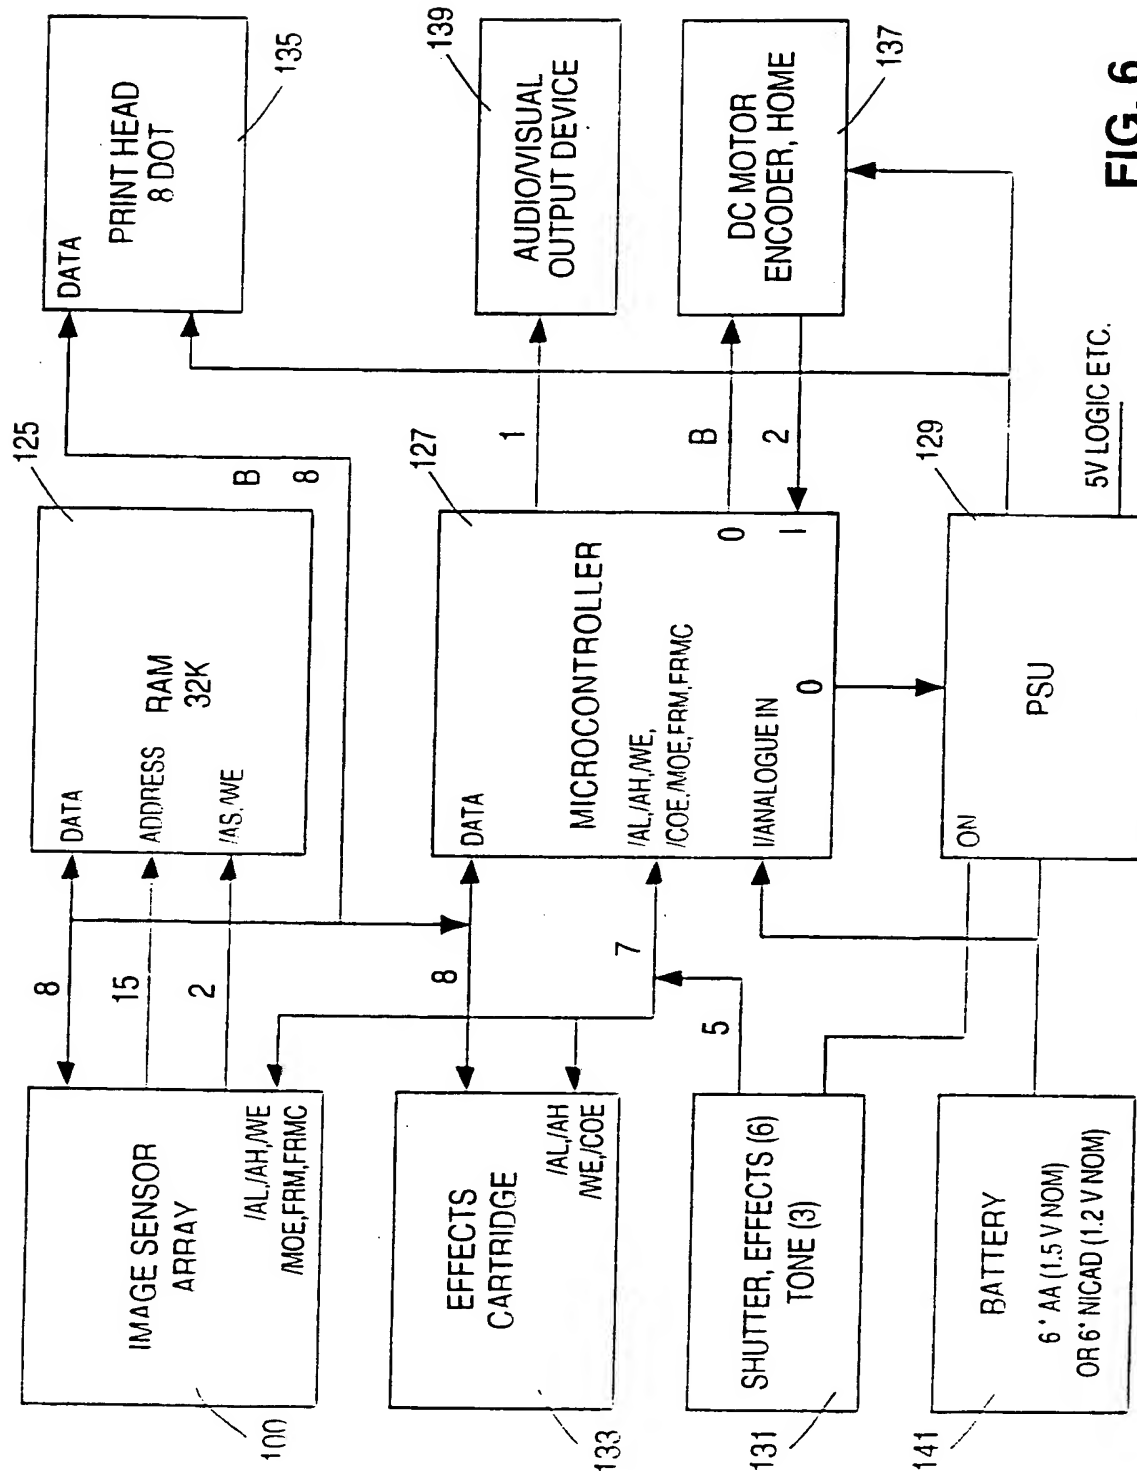 IMAGE SENSOR
ARRAY
/AL,/AH,/WE
/MOE,FRM,FRMC
100
8
15
2
DATA
ADDRESS
/AS,/WE
RAM
32K
125
B
8
DATA
PRINT HEAD
8 DOT
135
EFFECTS
CARTRIDGE
/AL,/AH
/WE,/COE
133
8
7
5
DATA
MICROCONTROLLER
/AL,/AH,/WE,
/COE,/MOE,FRM,FRMC
I/ANALOGUE IN
O
O
I
127
1
B
2
AUDIO/VISUAL
OUTPUT DEVICE
139
DC MOTOR
ENCODER, HOME
137
SHUTTER, EFFECTS (6)
TONE (3)
131
BATTERY
6* AA (1.5 V NOM)
OR 6* NICAD (1.2 V NOM)
141
ON
PSU
129
5V LOGIC ETC.
FIG. 6